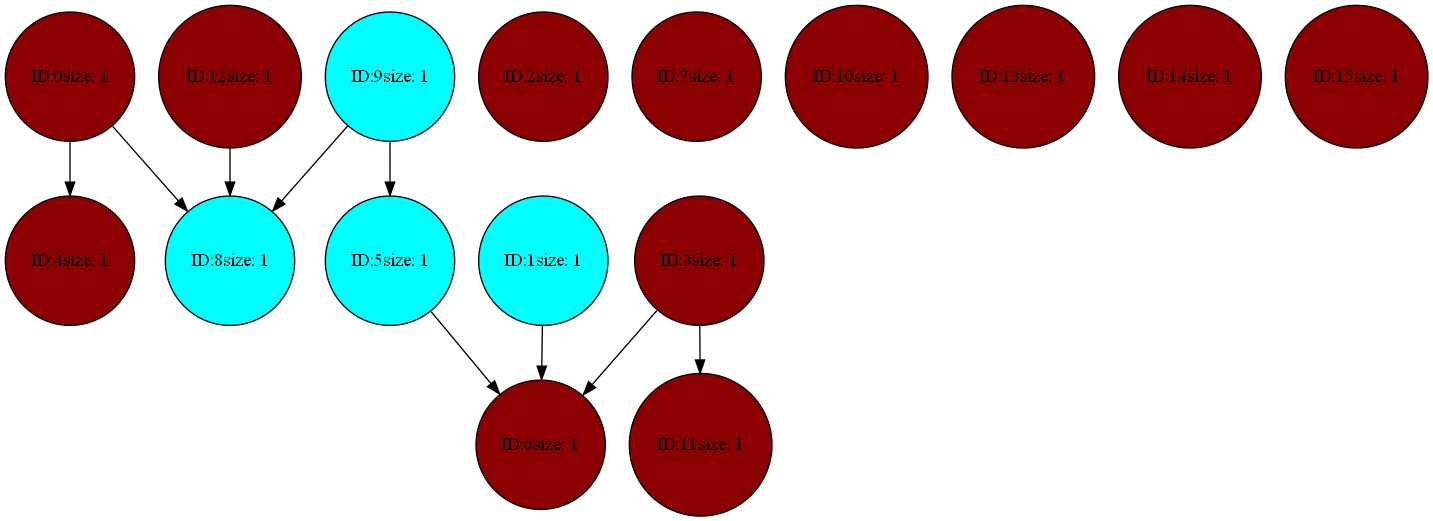 ID:0size: 1
ID:12size: 1
ID:9size: 1
ID:2size: 1
ID:7size: 1
ID:10size: 1
ID:13size: 1
ID:14size: 1
ID:15size: 1
ID:4size: 1
ID:8size: 1
ID:5size: 1
ID:1size: 1
ID:3size: 1
ID:6size: 1
ID:11size: 1